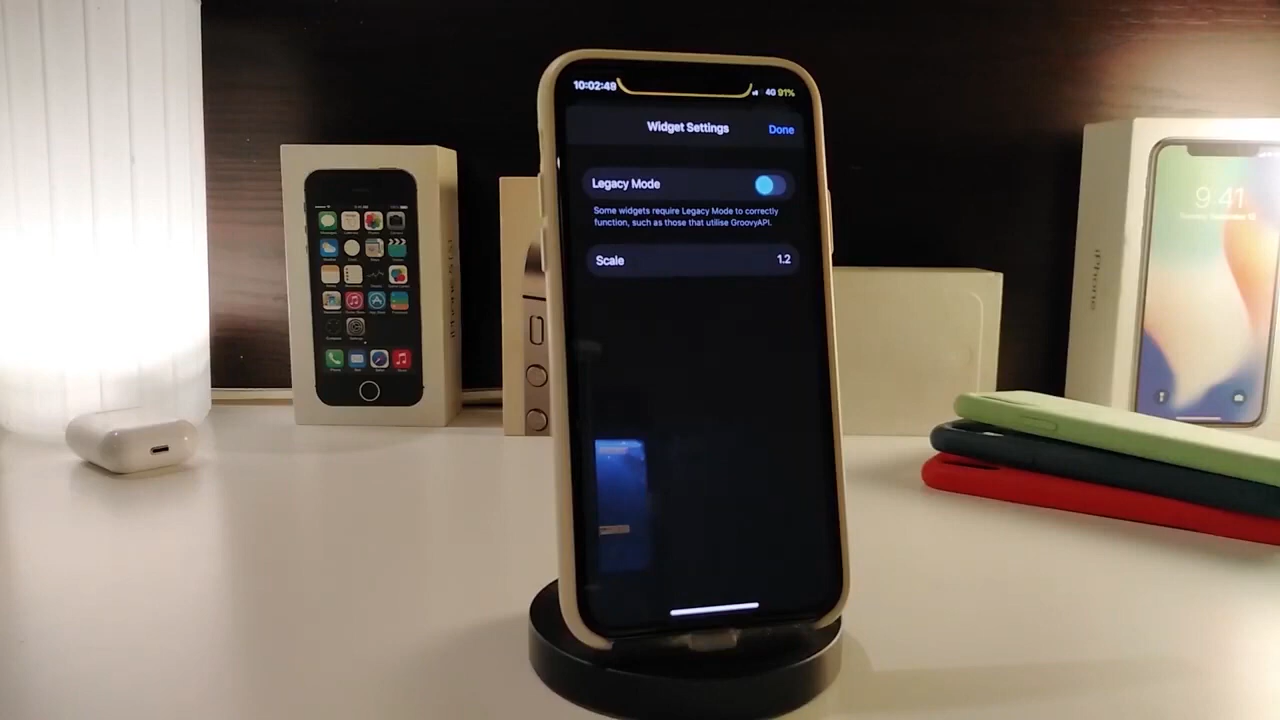 10:02:49
4G 91%
Widget Settings
Done
Legacy Mode
Some widgets require Legacy Mode to correctly
function, such as those that utilise GroovyAPI.
Scale
1.2
9:41
iPhone